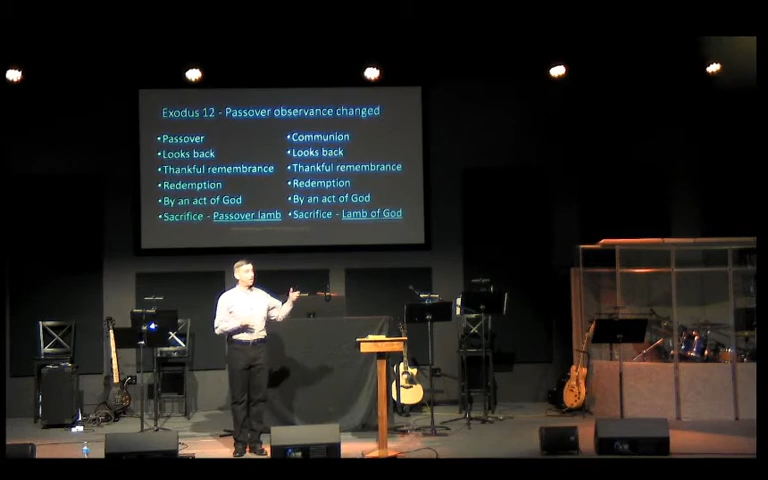 Exodus 12 - Passover observance changed
• Passover
• Looks back
• Thankful remembrance
• Redemption
• By an act of God
• Sacrifice - Passover lamb
• Communion
• Looks back
• Thankful remembrance
• Redemption
• By an act of God
• Sacrifice - Lamb of God